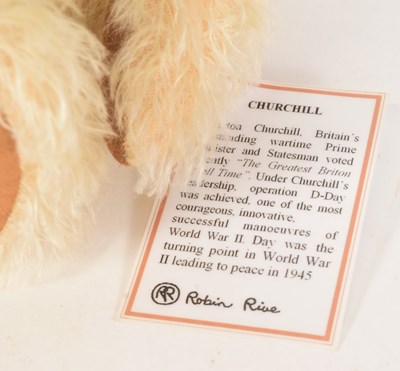 CHURCHILL
Churchill, Britain's
wartime Prime
and Statesman voted
"The Greatest Briton
Time". Under Churchill's
operation D-Day
was achieved, one of the most
courageous, innovative.
successful manoeuvres of
World War II. Day was the
turning point in World War
II leading to peace in 1945
RR Robin Rive